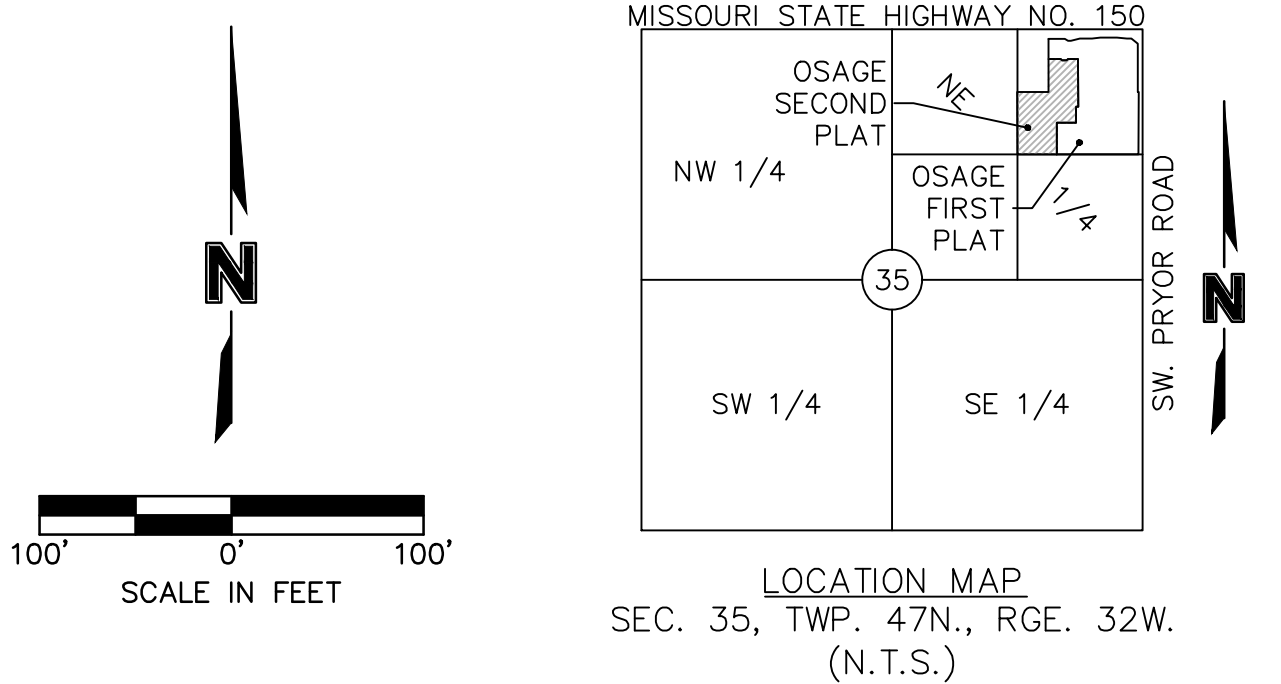 N
100' 0' 100'
SCALE IN FEET
MISSOURI STATE HIGHWAY NO. 150
OSAGE
SECOND
PLAT
NE
1/4
NW 1/4
OSAGE
FIRST
PLAT
35
SW 1/4
SE 1/4
SW. PRYOR ROAD
N
LOCATION MAP
SEC. 35, TWP. 47N., RGE. 32W.
(N.T.S.)